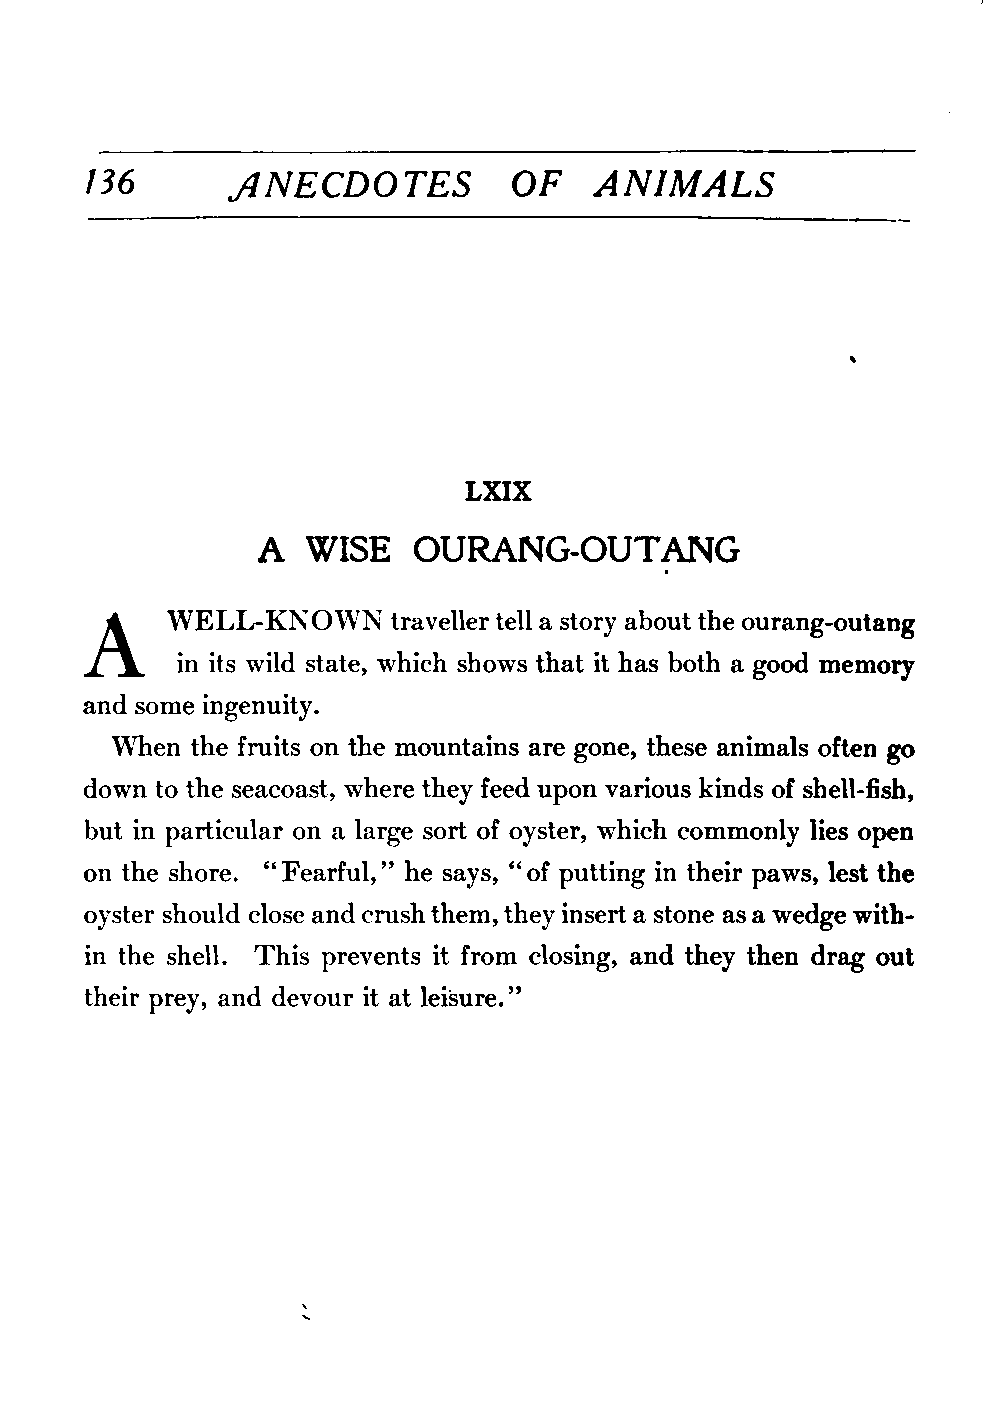 136 ANECDOTES OF ANIMALS
LXIX
A WISE OURANG-OUTANG
A WELL-KNOWN traveller tell a story about the ourang-outang
in its wild state, which shows that it has both a good memory
and some ingenuity.
When the fruits on the mountains are gone, these animals often go
down to the seacoast, where they feed upon various kinds of shell-fish,
but in particular on a large sort of oyster, which commonly lies open
on the shore. "Fearful," he says, "of putting in their paws, lest the
oyster should close and crush them, they insert a stone as a wedge with-
in the shell. This prevents it from closing, and they then drag out
their prey, and devour it at leisure."